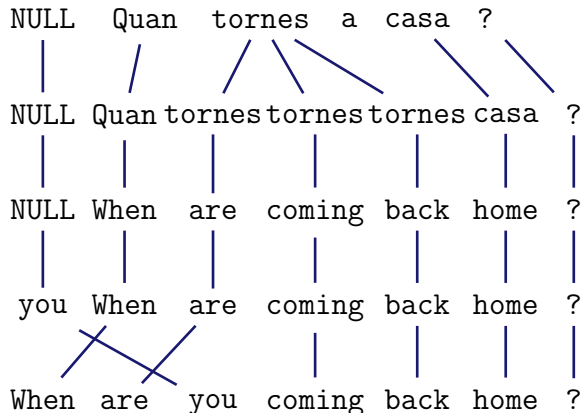 NULL Quan tornes a casa ?
NULL Quan tornes tornes tornes casa ?
NULL When are coming back home ?
you When are coming back home ?
When are you coming back home ?